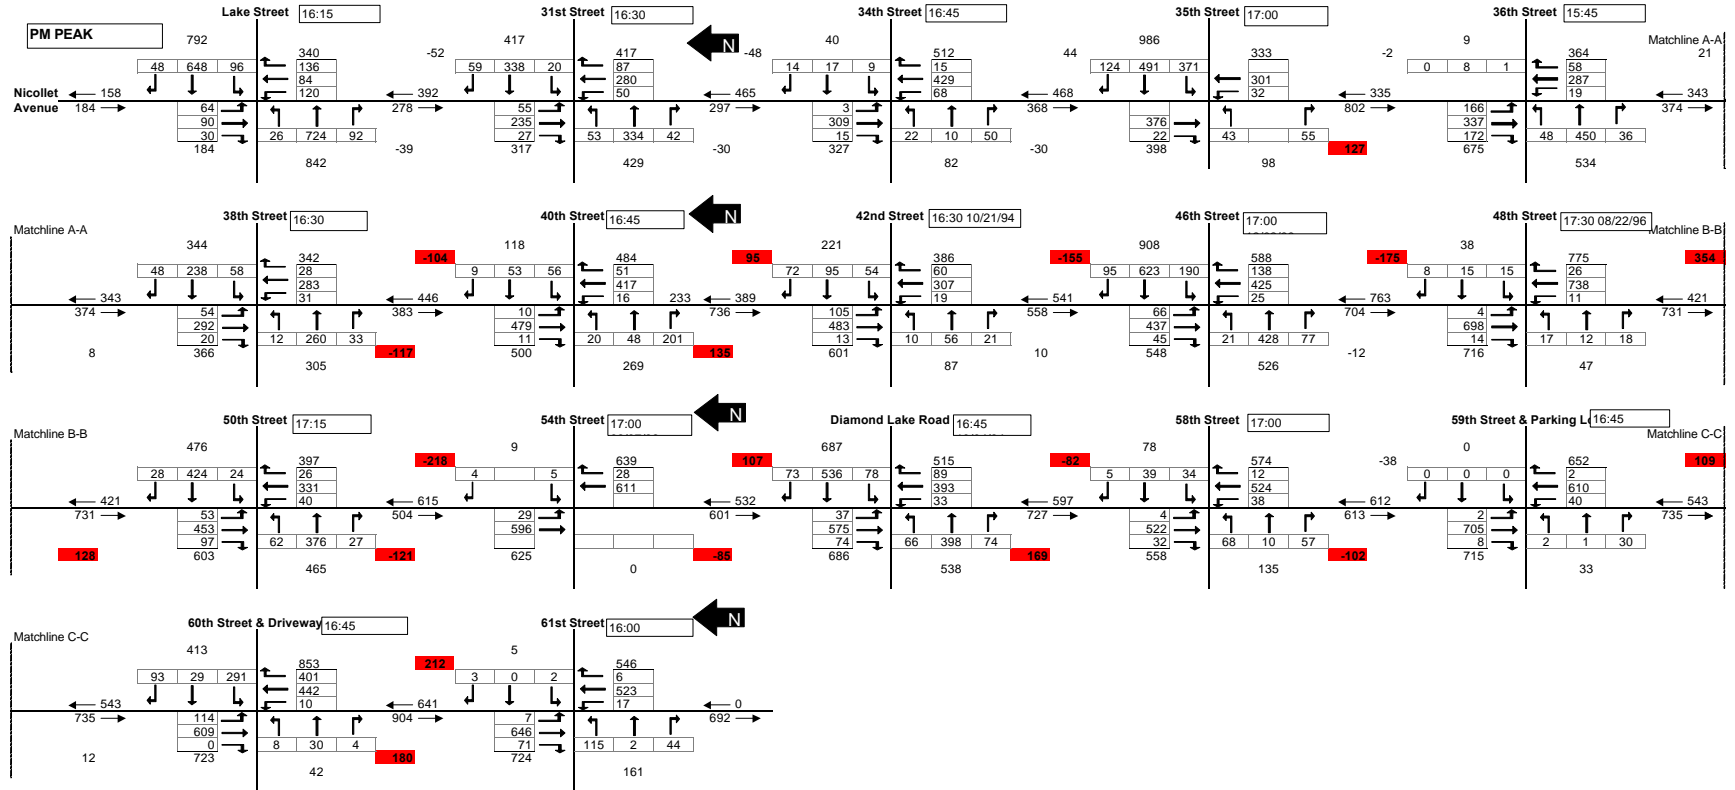 Lake Street 16:15 31st Street 16:30 34th Street 16:45 35th Street 17:00 36th Street 15:45
PM PEAK
792 417 N 40 986 9 Matchline A-A
340 -52 417 -48 512 44 333 -2 364 21
48 648 96 136 59 338 20 87 14 17 9 15 124 491 371 0 8 1 58
84 280 429 301 287
Nicollet 158 120 392 50 465 68 468 32 335 19 343
Avenue 184 64 278 55 297 3 368 802 166 374
90 235 309 376 337
30 26 724 92 27 53 334 42 15 22 10 50 22 43 55 172 48 450 36
184 -39 317 -30 327 -30 398 127 675
842 429 82 98 534
38th Street 16:30 40th Street 16:45 N 42nd Street 16:30 10/21/94 46th Street 17:00 48th Street 17:30 08/22/96
Matchline A-A Matchline B-B
344 118 221 908 38
342 -104 484 95 386 -155 588 -175 775 354
48 238 58 28 9 53 56 51 72 95 54 60 95 623 190 138 8 15 15 26
283 417 307 425 738
343 31 446 16 233 389 19 541 25 763 11 421
374 54 383 10 736 105 558 66 704 4 731
292 479 483 437 698
20 12 260 33 11 20 48 201 13 10 56 21 45 21 428 77 14 17 12 18
8 366 -117 500 135 601 10 548 -12 716
305 269 87 526 47
50th Street 17:15 54th Street 17:00 N Diamond Lake Road 16:45 58th Street 17:00 59th Street & Parking L 16:45
Matchline B-B Matchline C-C
476 9 687 78 0
397 -218 639 107 515 -82 574 -38 652 109
28 424 24 26 4 5 28 73 536 78 89 5 39 34 12 0 0 0 2
331 611 393 524 610
421 40 615 532 33 597 38 612 40 543
731 53 504 29 601 37 727 4 613 2 735
453 596 575 522 705
97 62 376 27 74 66 398 74 32 68 10 57 8 2 1 30
128 603 -121 625 -85 686 169 558 -102 715
465 0 538 135 33
60th Street & Driveway 16:45 61st Street 16:00 N
Matchline C-C
413 5
853 212 546
93 29 291 401 3 0 2 6
442 523
543 10 641 17 0
735 114 904 7 692
609 646
0 8 30 4 71 115 2 44
12 723 180 724
42 161